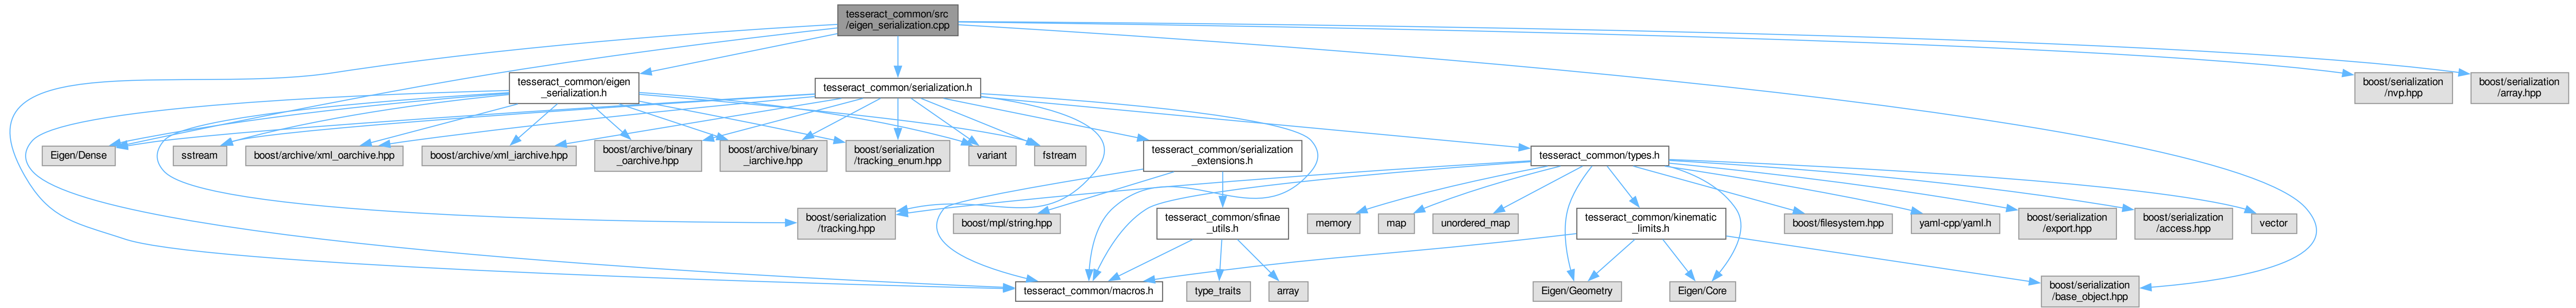 tesseract_common/src
/eigen_serialization.cpp
tesseract_common/eigen
_serialization.h
tesseract_common/serialization.h
boost/serialization
/nvp.hpp
boost/serialization
/array.hpp
Eigen/Dense
sstream
boost/archive/xml_oarchive.hpp
boost/archive/xml_iarchive.hpp
boost/archive/binary
_oarchive.hpp
boost/archive/binary
_iarchive.hpp
boost/serialization
/tracking_enum.hpp
variant
fstream
tesseract_common/serialization
_extensions.h
tesseract_common/types.h
boost/serialization
/tracking.hpp
boost/mpl/string.hpp
tesseract_common/sfinae
_utils.h
memory
map
unordered_map
tesseract_common/kinematic
_limits.h
boost/filesystem.hpp
yaml-cpp/yaml.h
boost/serialization
/export.hpp
boost/serialization
/access.hpp
vector
tesseract_common/macros.h
type_traits
array
Eigen/Geometry
Eigen/Core
boost/serialization
/base_object.hpp